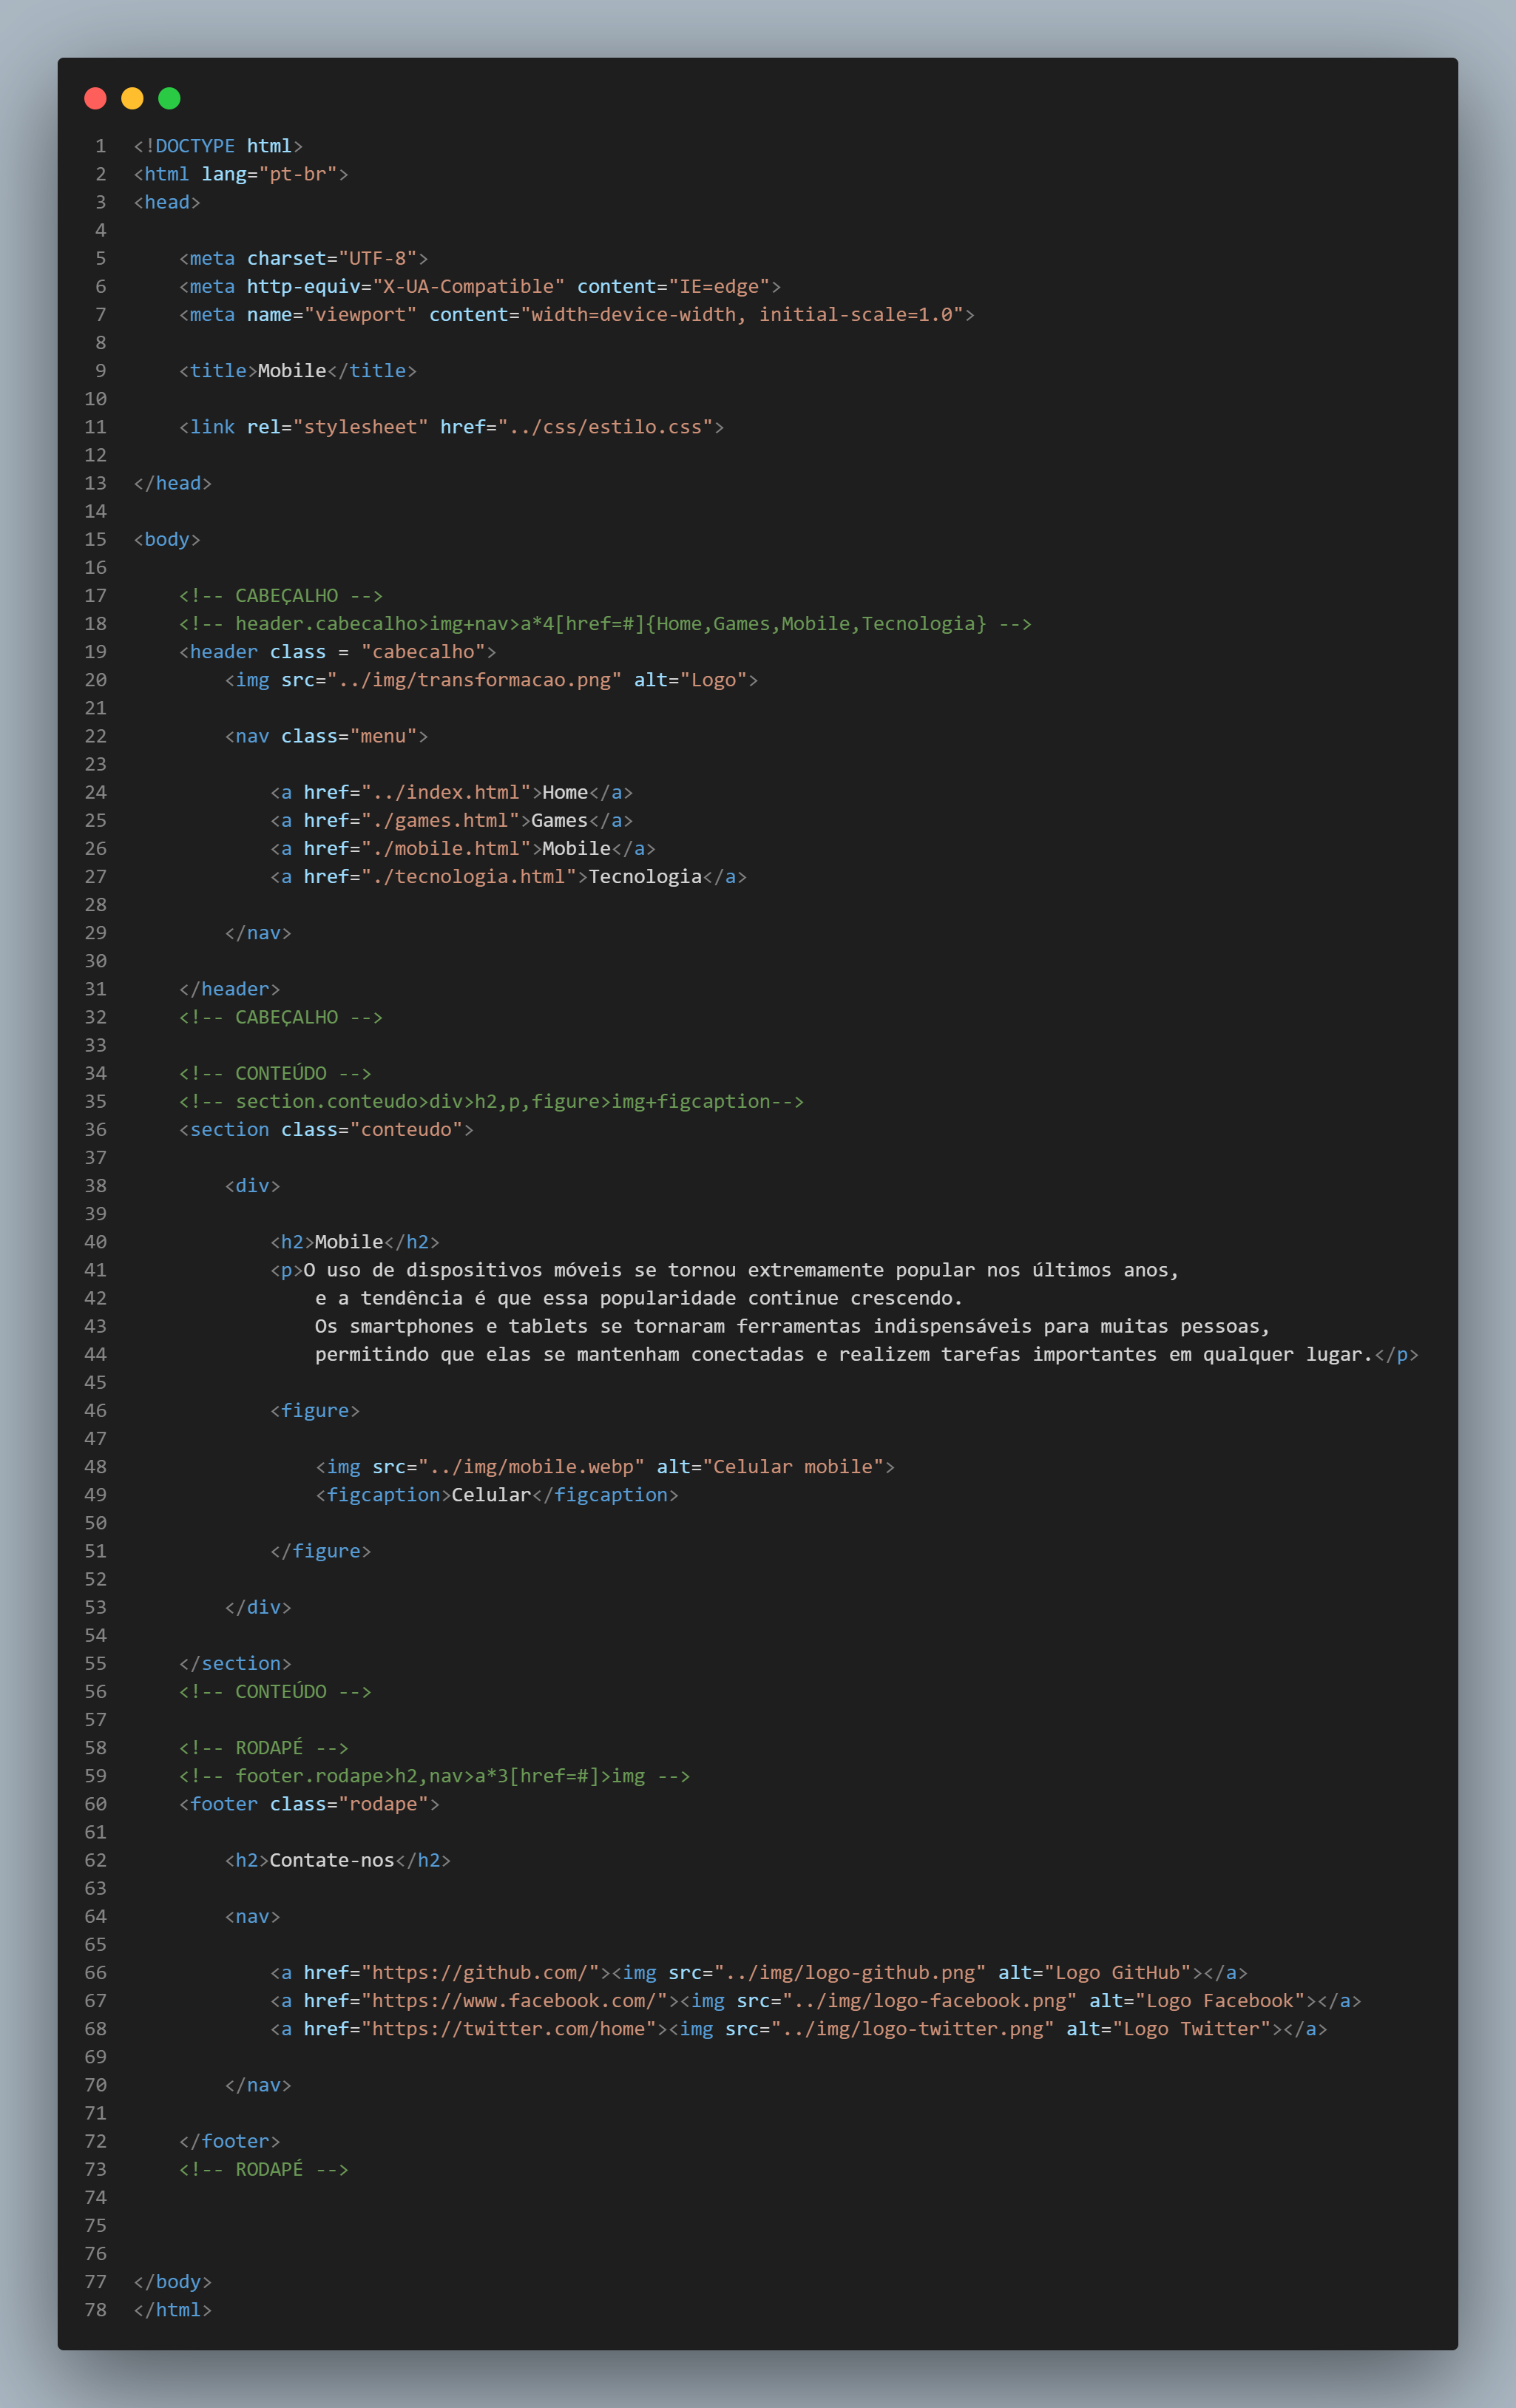 1 <!DOCTYPE html>
2 <html lang="pt-br">
3 <head>
4
5     <meta charset="UTF-8">
6     <meta http-equiv="X-UA-Compatible" content="IE=edge">
7     <meta name="viewport" content="width=device-width, initial-scale=1.0">
8
9     <title>Mobile</title>
10
11     <link rel="stylesheet" href="../css/estilo.css">
12
13 </head>
14
15 <body>
16
17     <!-- CABEÇALHO -->
18     <!-- header.cabecalho>img+nav>a*4[href=#]{Home,Games,Mobile,Tecnologia} -->
19     <header class = "cabecalho">
20         <img src="../img/transformacao.png" alt="Logo">
21
22         <nav class="menu">
23
24             <a href="../index.html">Home</a>
25             <a href="./games.html">Games</a>
26             <a href="./mobile.html">Mobile</a>
27             <a href="./tecnologia.html">Tecnologia</a>
28
29         </nav>
30
31     </header>
32     <!-- CABEÇALHO -->
33
34     <!-- CONTEÚDO -->
35     <!-- section.conteudo>div>h2,p,figure>img+figcaption-->
36     <section class="conteudo">
37
38         <div>
39
40             <h2>Mobile</h2>
41             <p>O uso de dispositivos móveis se tornou extremamente popular nos últimos anos,
42                 e a tendência é que essa popularidade continue crescendo.
43                 Os smartphones e tablets se tornaram ferramentas indispensáveis para muitas pessoas,
44                 permitindo que elas se mantenham conectadas e realizem tarefas importantes em qualquer lugar.</p>
45
46             <figure>
47
48                 <img src="../img/mobile.webp" alt="Celular mobile">
49                 <figcaption>Celular</figcaption>
50
51             </figure>
52
53         </div>
54
55     </section>
56     <!-- CONTEÚDO -->
57
58     <!-- RODAPÉ -->
59     <!-- footer.rodape>h2,nav>a*3[href=#]>img -->
60     <footer class="rodape">
61
62         <h2>Contate-nos</h2>
63
64         <nav>
65
66             <a href="https://github.com/"><img src="../img/logo-github.png" alt="Logo GitHub"></a>
67             <a href="https://www.facebook.com/"><img src="../img/logo-facebook.png" alt="Logo Facebook"></a>
68             <a href="https://twitter.com/home"><img src="../img/logo-twitter.png" alt="Logo Twitter"></a>
69
70         </nav>
71
72     </footer>
73     <!-- RODAPÉ -->
74
75
76
77 </body>
78 </html>